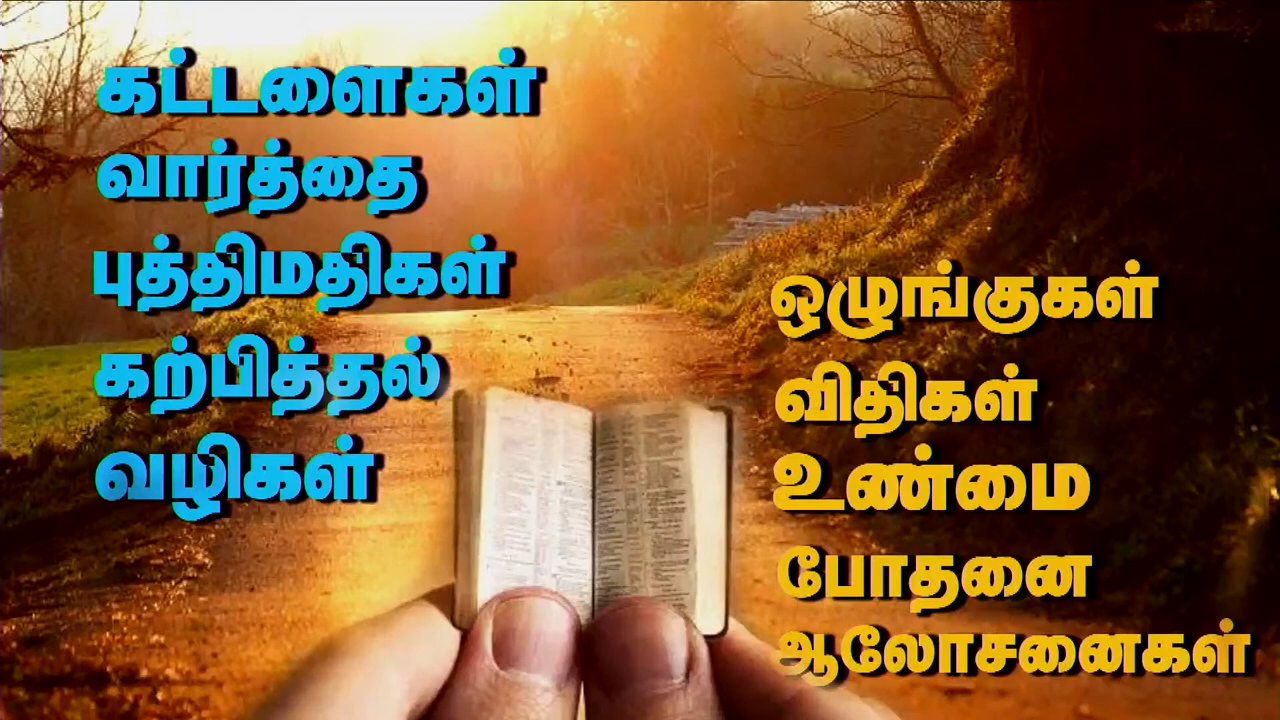 கட்டளைகள்
வார்த்தை
புத்திமதிகள்
கற்பித்தல்
வழிகள்
ஒழுங்குகள்
விதிகள்
உண்மை
போதனை
ஆலோசனைகள்